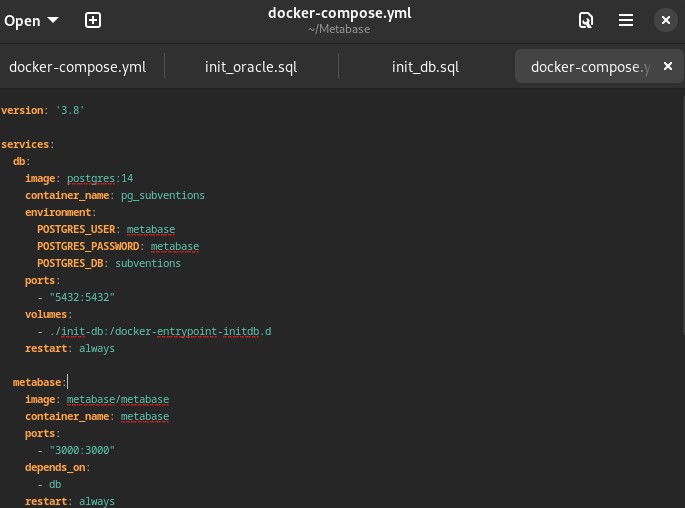 Open
docker-compose.yml
~/Metabase
docker-compose.yml
init_oracle.sql
init_db.sql
docker-compose.y
version: '3.8'
services:
  db:
    image: postgres:14
    container_name: pg_subventions
    environment:
      POSTGRES_USER: metabase
      POSTGRES_PASSWORD: metabase
      POSTGRES_DB: subventions
    ports:
      - "5432:5432"
    volumes:
      - ./init-db:/docker-entrypoint-initdb.d
    restart: always
  metabase:
    image: metabase/metabase
    container_name: metabase
    ports:
      - "3000:3000"
    depends_on:
      - db
    restart: always